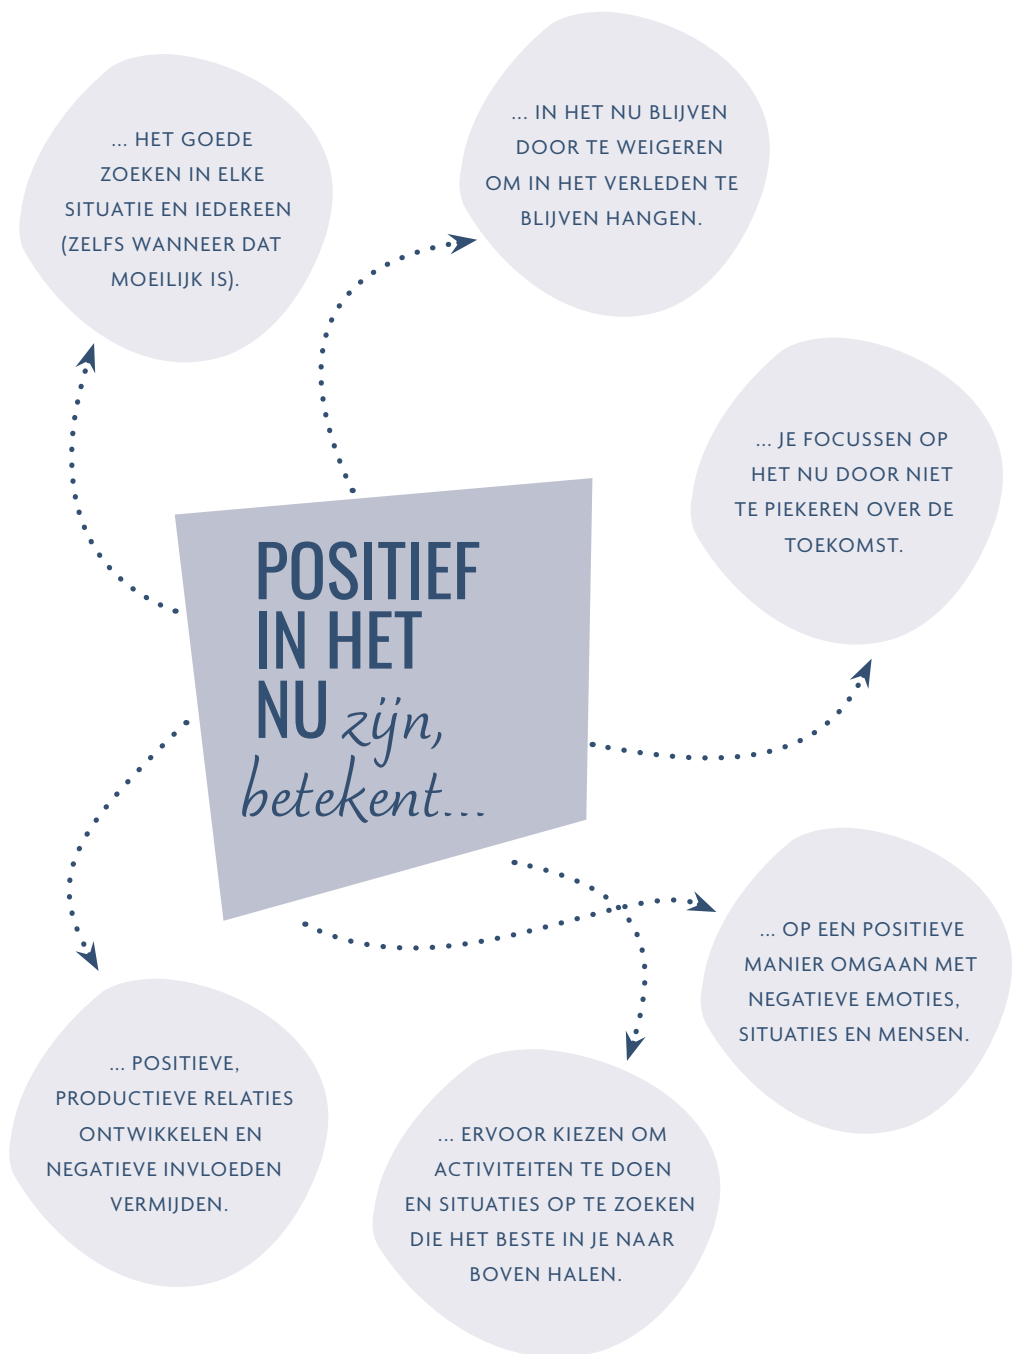 ... HET GOEDE
ZOEKEN IN ELKE
SITUATIE EN IEDEREEN
(ZELFS WANNEER DAT
MOEILIJK IS).
... IN HET NU BLIJVEN
DOOR TE WEIGEREN
OM IN HET VERLEDEN TE
BLIJVEN HANGEN.
... JE FOCUSSEN OP
HET NU DOOR NIET
TE PIEKEREN OVER DE
TOEKOMST.
POSITIEF
IN HET
NU zijn,
betekent...
... OP EEN POSITIEVE
MANIER OMGAAN MET
NEGATIEVE EMOTIES,
SITUATIES EN MENSEN.
... POSITIEVE,
PRODUCTIEVE RELATIES
ONTWIKKELEN EN
NEGATIEVE INVLOEDEN
VERMIJDEN.
... ERVOOR KIEZEN OM
ACTIVITEITEN TE DOEN
EN SITUATIES OP TE ZOEKEN
DIE HET BESTE IN JE NAAR
BOVEN HALEN.